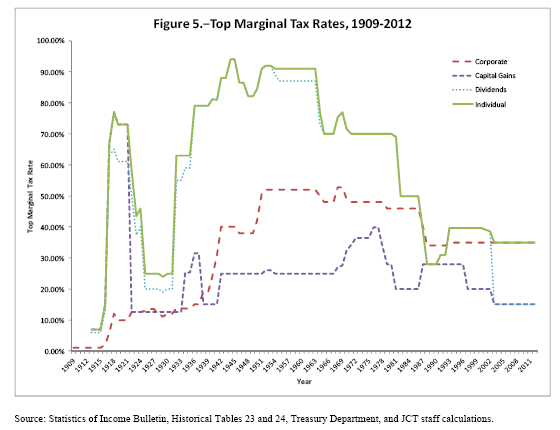 Figure 5.–Top Marginal Tax Rates, 1909-2012
100.00%
90.00%
80.00%
70.00%
60.00%
50.00%
40.00%
30.00%
20.00%
10.00%
0.00%
Top Marginal Tax Rate
Corporate
Capital Gains
Dividends
Individual
1909 1912 1915 1918 1921 1924 1927 1930 1933 1936 1939 1942 1945 1948 1951 1954 1957 1960 1963 1966 1969 1972 1975 1978 1981 1984 1987 1990 1993 1996 1999 2002 2005 2008 2011
Year
Source: Statistics of Income Bulletin, Historical Tables 23 and 24, Treasury Department, and JCT staff calculations.